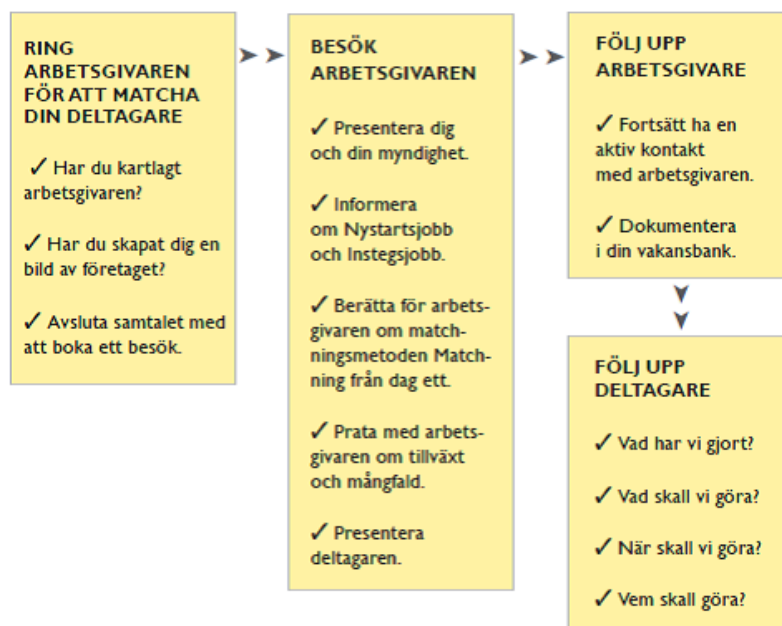 RING
ARBETSGIVAREN
FÖR ATT MATCHA
DIN DELTAGARE
✓ Har du kartlagt
arbetsgivaren?
✓ Har du skapat dig en
bild av företaget?
✓ Avsluta samtalet med
att boka ett besök.
BESÖK
ARBETSGIVAREN
✓ Presentera dig
och din myndighet.
✓ Informera
om Nystartsjobb
och Instegsjobb.
✓ Berätta för arbets-
givaren om match-
ningsmetoden Match-
ning från dag ett.
✓ Prata med arbets-
givaren om tillväxt
och mångfald.
✓ Presentera
deltagaren.
FÖLJ UPP
ARBETSGIVARE
✓ Fortsätt ha en
aktiv kontakt
med arbetsgivaren.
✓ Dokumentera
i din vakansbank.
FÖLJ UPP
DELTAGARE
✓ Vad har vi gjort?
✓ Vad skall vi göra?
✓ När skall vi göra?
✓ Vem skall göra?